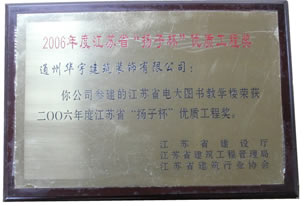 2006年度江苏省“扬子杯”优质工程奖
通州华宇建筑装饰有限公司：
你公司参建的江苏省电大图书教学楼荣获
二〇〇六年度江苏省“扬子杯”优质工程奖。
江苏省建设厅
江苏省建筑工程管理局
江苏省建筑行业协会